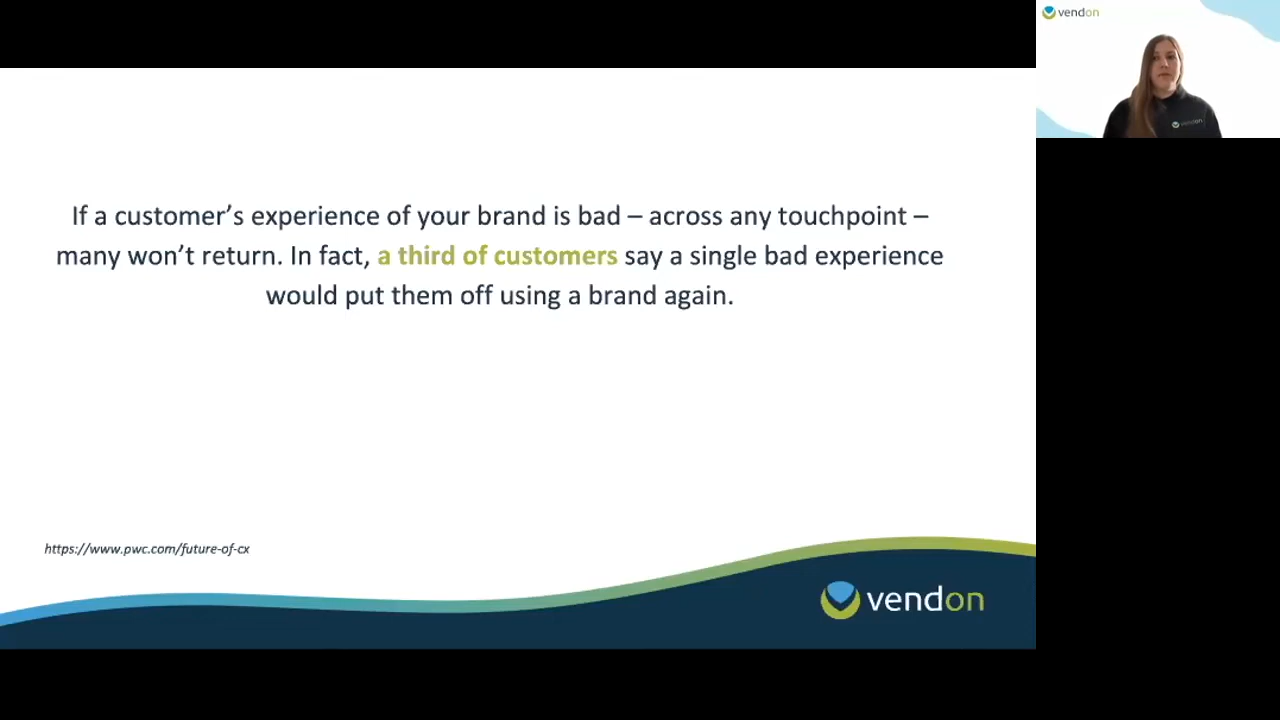 If a customer’s experience of your brand is bad – across any touchpoint –
many won’t return. In fact, a third of customers say a single bad experience
would put them off using a brand again.
https://www.pwc.com/future-of-cx
vendon
vendon
vendon